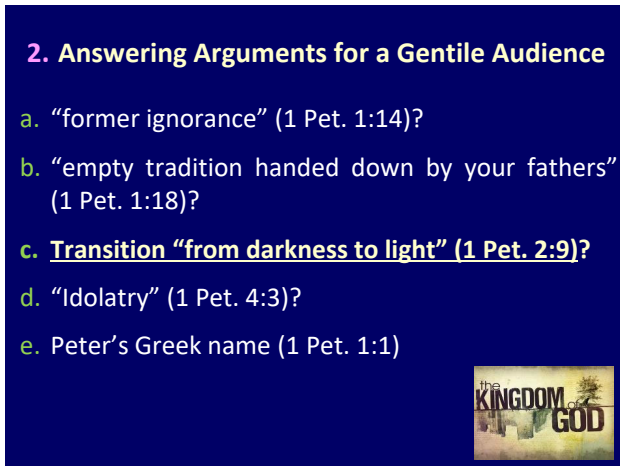 2. Answering Arguments for a Gentile Audience
a. “former ignorance” (1 Pet. 1:14)?
b. “empty tradition handed down by your fathers”
(1 Pet. 1:18)?
c. Transition “from darkness to light” (1 Pet. 2:9)?
d. “Idolatry” (1 Pet. 4:3)?
e. Peter’s Greek name (1 Pet. 1:1)
the
KINGDOM of
GOD